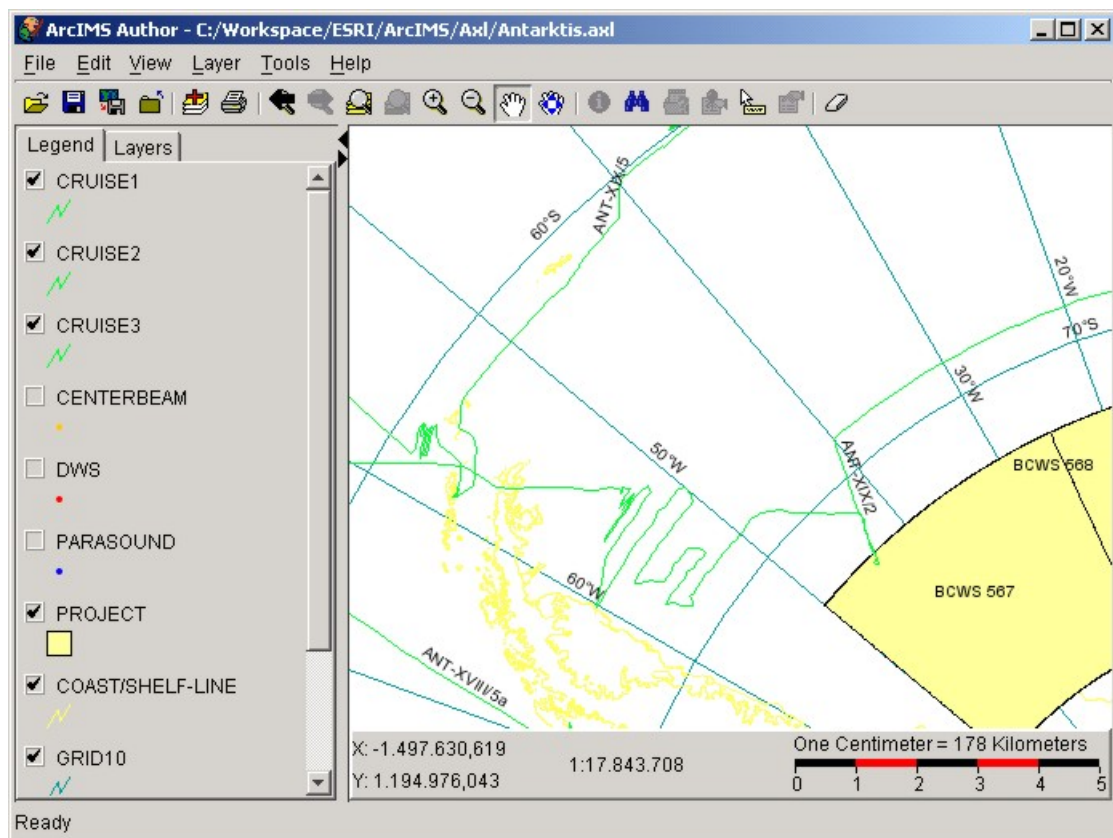 ArcIMS Author - C:/Workspace/ESRI/ArcIMS/Axl/Antarktis.axl
File Edit View Layer Tools Help
Legend Layers
CRUISE1
CRUISE2
CRUISE3
CENTERBEAM
DWS
PARASOUND
PROJECT
COAST/SHELF-LINE
GRID10
ANT-XIX/5
60°S
20°W
70°S
30°W
50°W
ANT-XIX/2
BCWS 568
BCWS 567
60°W
ANT-XVIII/5a
X: -1.497.630,619
Y: 1.194.976,043
1:17.843.708
One Centimeter = 178 Kilometers
0 1 2 3 4 5
Ready